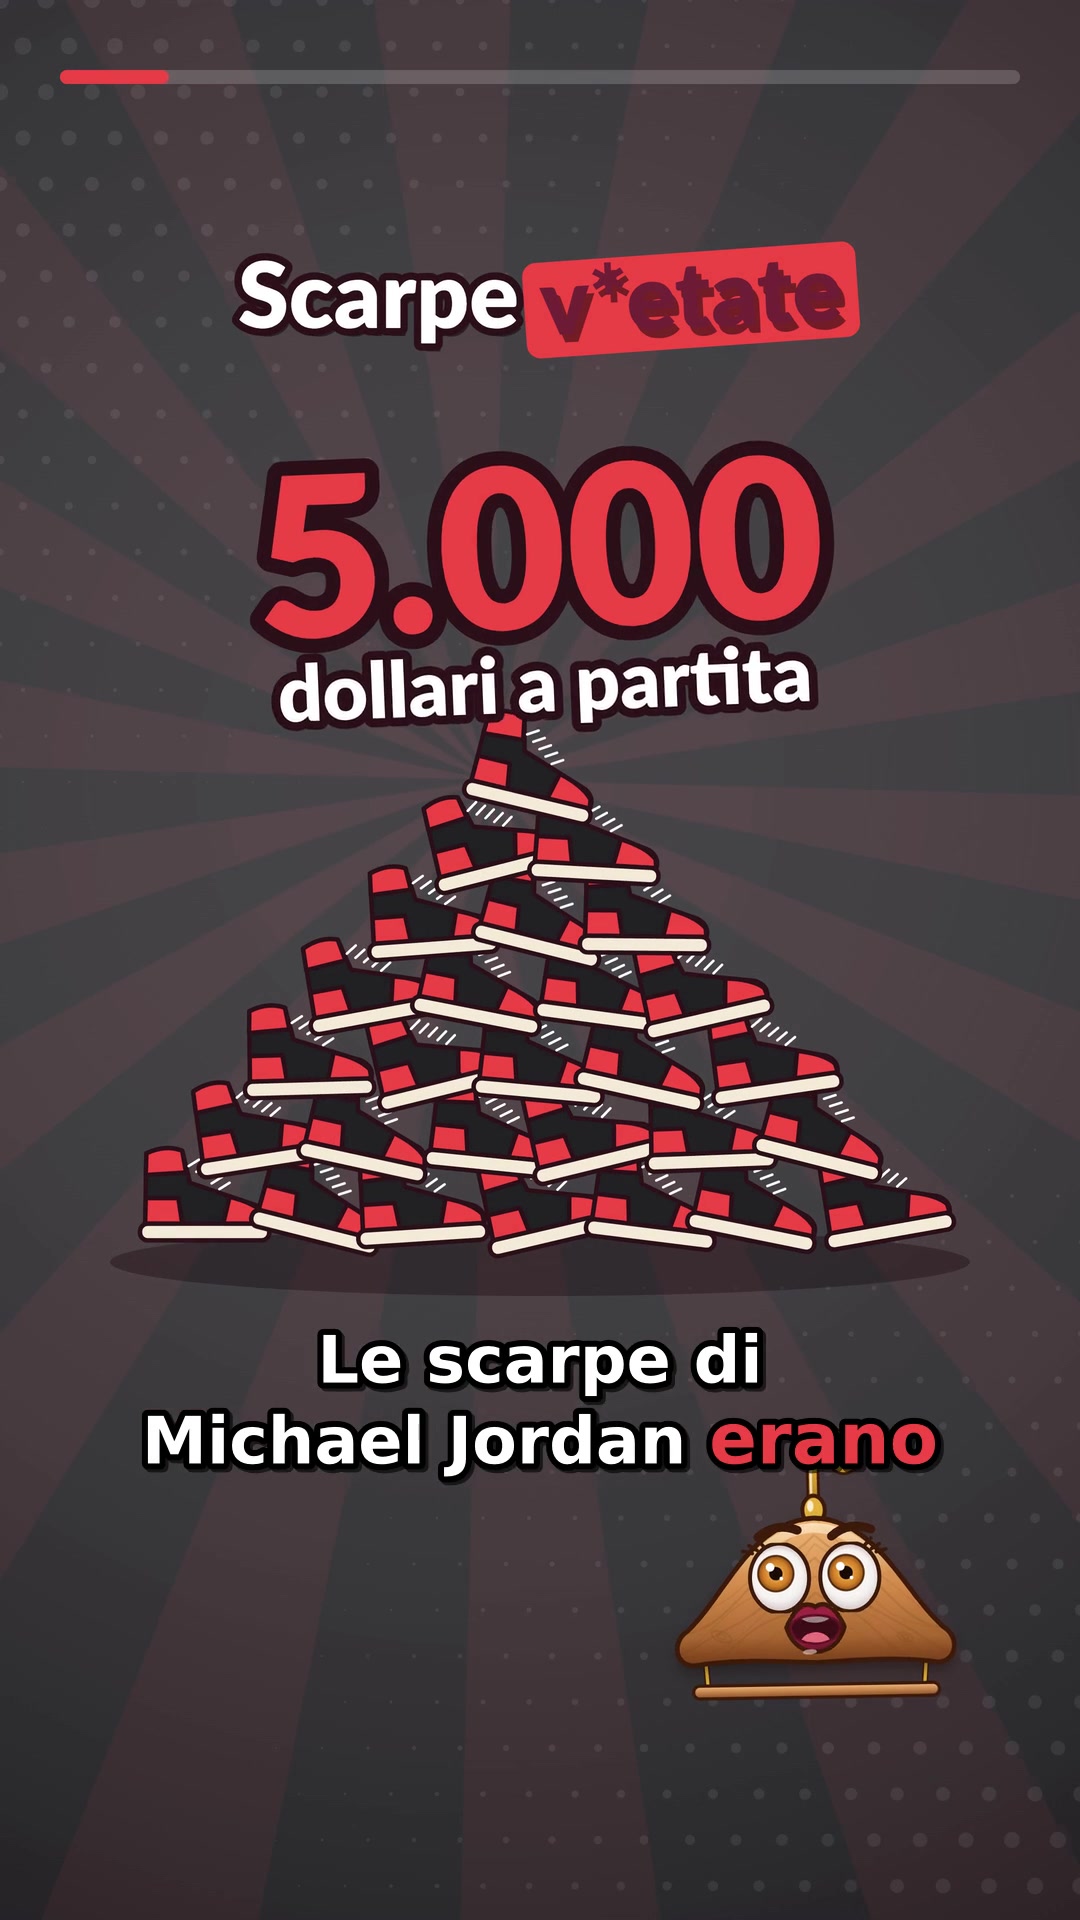 Scarpe v*etate
5.000
dollari a partita
Le scarpe di
Michael Jordan erano